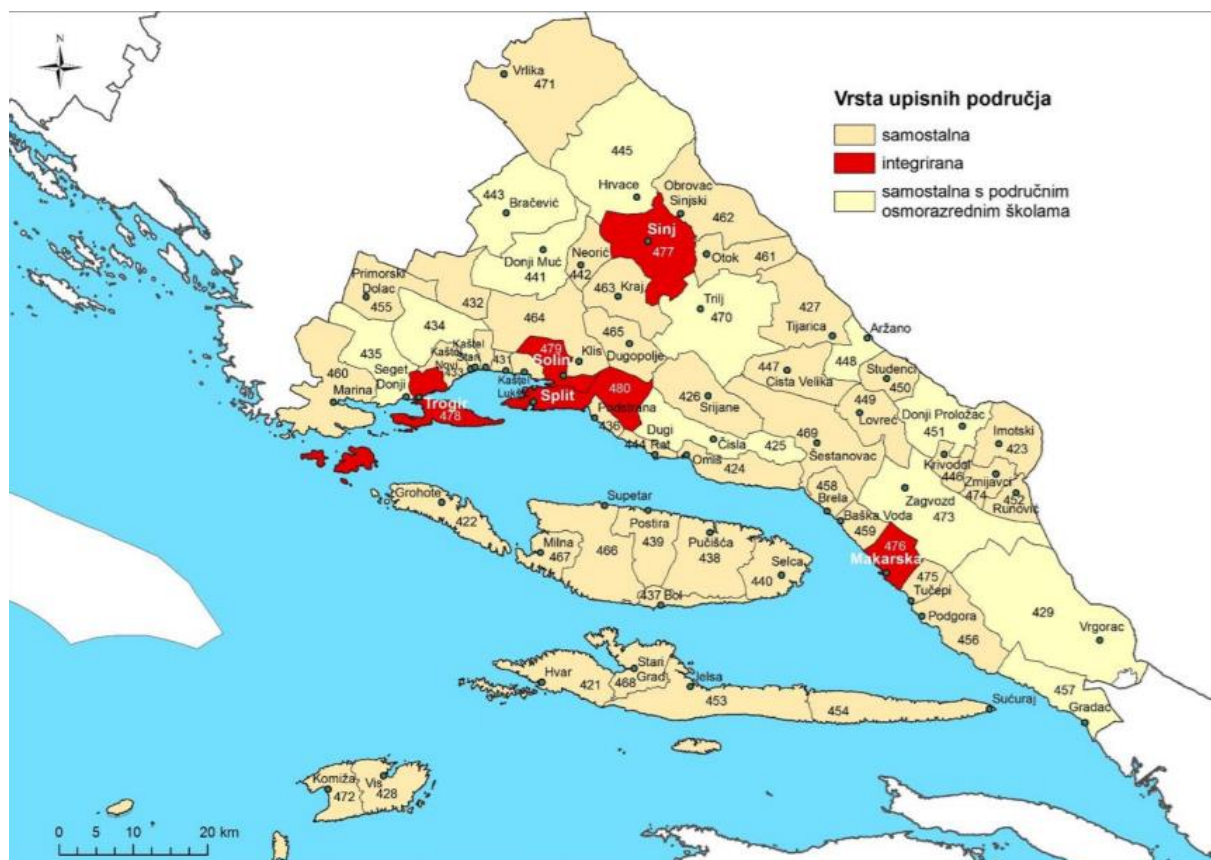 N
Vrlika
471
Vrsta upisnih područja
samostalna
integrirana
samostalna s područnim
osmorazrednim školama
445
Hrvace
Obrovac
Sinjski
443
Bračević
462
Sinj
477
Neorić
442
Donji Muć
441
Otok
461
Primorski
Dolac
455
432
463
Kraj
Trilj
470
427
Tijarica
Aržano
464
434
465
Dugopolje
435
Kaštel
Stari
Kaštel
Novi
433
431
479
Solin
Klis
448
447
Cista Velika
Studenci
450
Seget
Donji
460
Marina
Kaštel
Lukšić
480
Split
Trogir
478
426
Srijane
449
Lovreć
Donji Proložac
451
Podstrana
436
Dugi
Rat
444
Čisla
425
469
Šestanovac
Imotski
423
Omiš
424
Krivodol
446
Zmijavci
474
452
Runović
458
Brela
Zagvozd
473
Grohote
422
Supetar
Baška Voda
459
Postira
439
Pučišća
438
Milna
467
466
476
Makarska
Selca
440
475
Tučepi
437
Bol
Podgora
456
429
Vrgorac
Hvar
421
Stari
Grad
468
Jelsa
453
454
Sućuraj
457
Gradac
Komiža
472
Vis
428
0 5 10 20 km